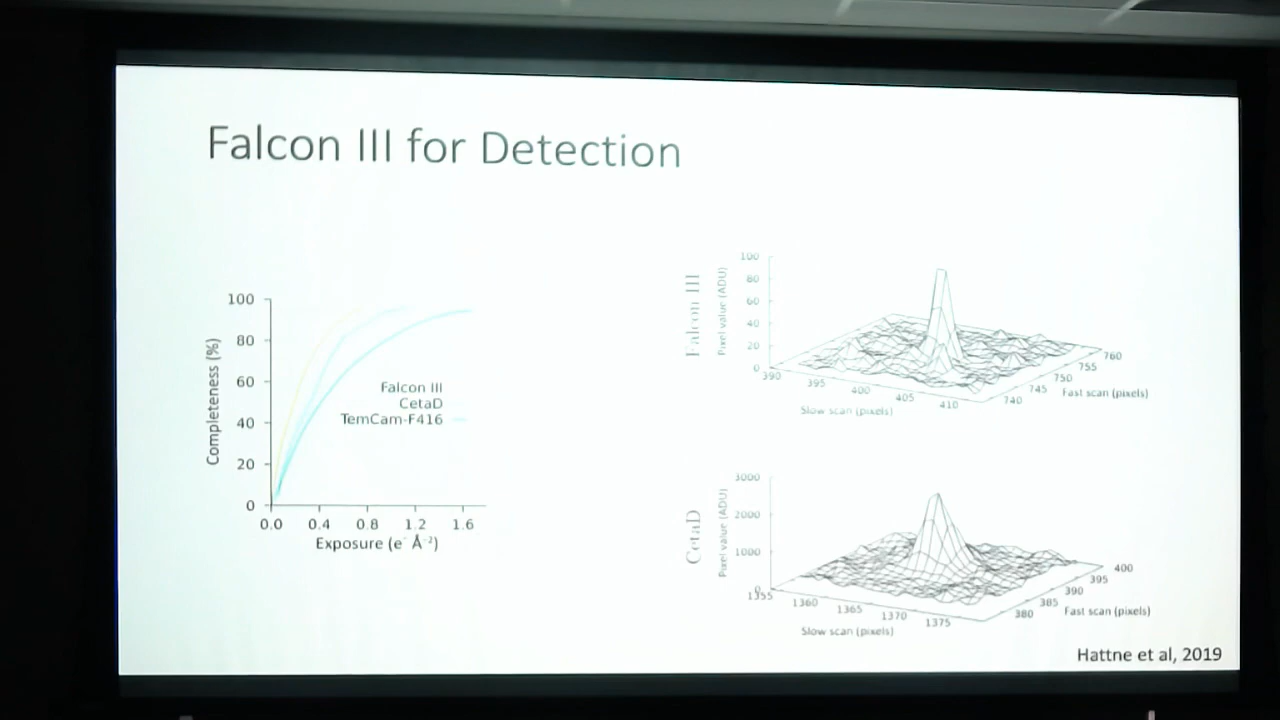 Falcon III for Detection
100
80
60
40
20
0
Completeness (%)
Falcon III
CetaD
TemCam-F416
0.0 0.4 0.8 1.2 1.6
Exposure (e⁻ Å⁻²)
Falcon III
Pixel value (ADU)
100
80
60
40
20
0
390 395 400 405 410
Slow scan (pixels)
740 745 750 755 760
Fast scan (pixels)
CetaD
Pixel value (ADU)
3000
2000
1000
0
1355 1360 1365 1370 1375
Slow scan (pixels)
380 385 390 395 400
Fast scan (pixels)
Hattne et al, 2019